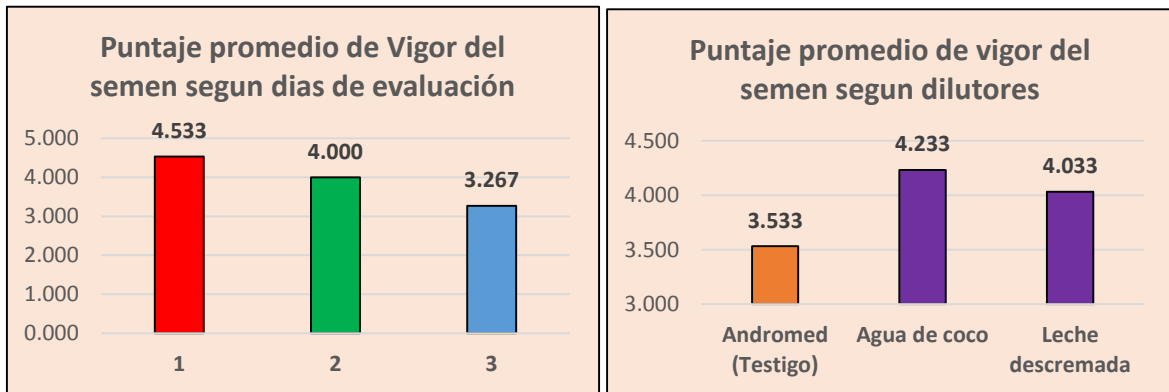 Puntaje promedio de Vigor del
semen segun dias de evaluación
5.000
4.000
3.000
2.000
1.000
0.000
4.533
4.000
3.267
1
2
3
Puntaje promedio de vigor del
semen segun dilutores
4.500
4.000
3.500
3.000
3.533
4.233
4.033
Andromed
(Testigo)
Agua de coco
Leche
descremada